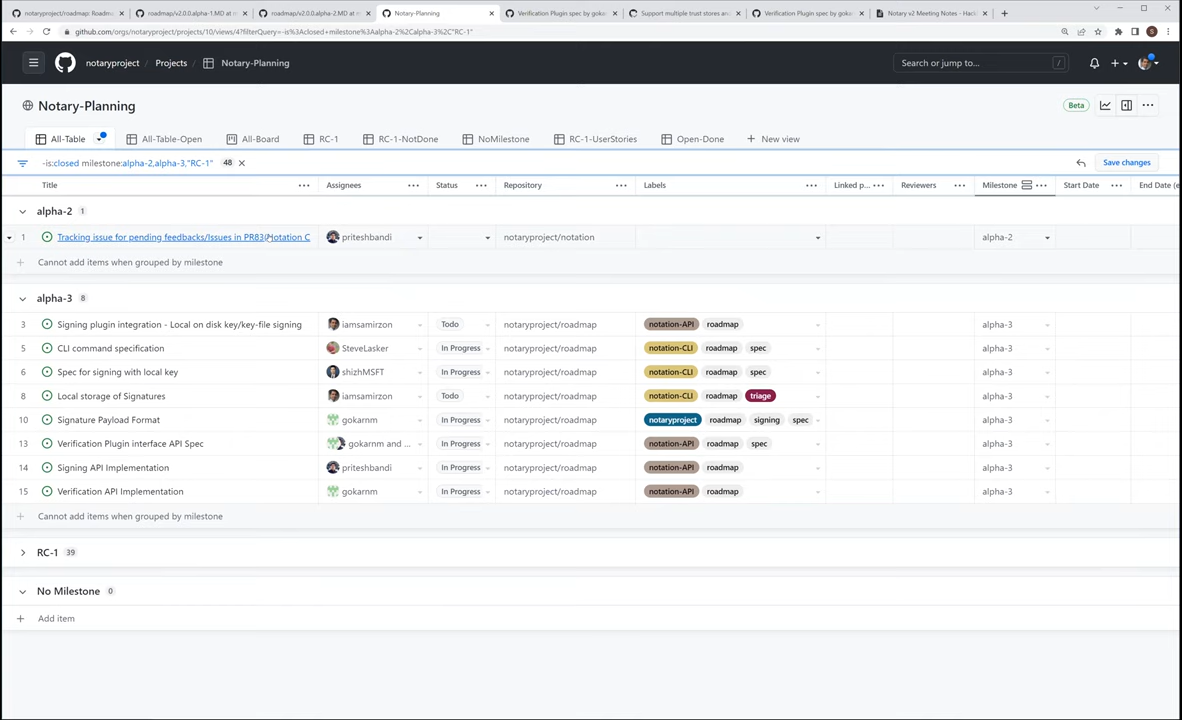 notaryproject/roadmap: Roadm
roadmap/v2.0.0.alpha-1.MD at m
roadmap/v2.0.0.alpha-2.MD at m
Notary-Planning
Verification Plugin spec by goka
Support multiple trust stores an
Verification Plugin spec by goka
Notary v2 Meeting Notes - Hac
github.com/orgs/notaryproject/projects/10/views/4?filterQuery=-is%3Aclosed+milestone%3Aalpha-2%2Calpha-3%2C"RC-1"
notaryproject
Projects
Notary-Planning
Search or jump to...
/
Notary-Planning
Beta
All-Table
All-Table-Open
All-Board
RC-1
RC-1-NotDone
NoMilestone
RC-1-UserStories
Open-Done
New view
-is:closed milestone:alpha-2,alpha-3,"RC-1" 48
Save changes
Title Assignees Status Repository Labels Linked p... Reviewers Milestone Start Date End Date (e
alpha-2 1
1 Tracking issue for pending feedbacks/Issues in PR83(Notation C priteshbandi notaryproject/notation alpha-2
Cannot add items when grouped by milestone
alpha-3 8
3 Signing plugin integration - Local on disk key/key-file signing iamsamirzon Todo notaryproject/roadmap notation-API roadmap alpha-3
5 CLI command specification SteveLasker In Progress notaryproject/roadmap notation-CLI roadmap spec alpha-3
6 Spec for signing with local key shizhMSFT In Progress notaryproject/roadmap notation-CLI roadmap spec alpha-3
8 Local storage of Signatures iamsamirzon Todo notaryproject/roadmap notation-CLI roadmap triage alpha-3
10 Signature Payload Format gokarnm In Progress notaryproject/roadmap notaryproject roadmap signing spec alpha-3
13 Verification Plugin interface API Spec gokarnm and ... In Progress notaryproject/roadmap notation-API roadmap spec alpha-3
14 Signing API Implementation priteshbandi In Progress notaryproject/roadmap notation-API roadmap alpha-3
15 Verification API Implementation gokarnm In Progress notaryproject/roadmap notation-API roadmap alpha-3
Cannot add items when grouped by milestone
RC-1 39
No Milestone 0
Add item